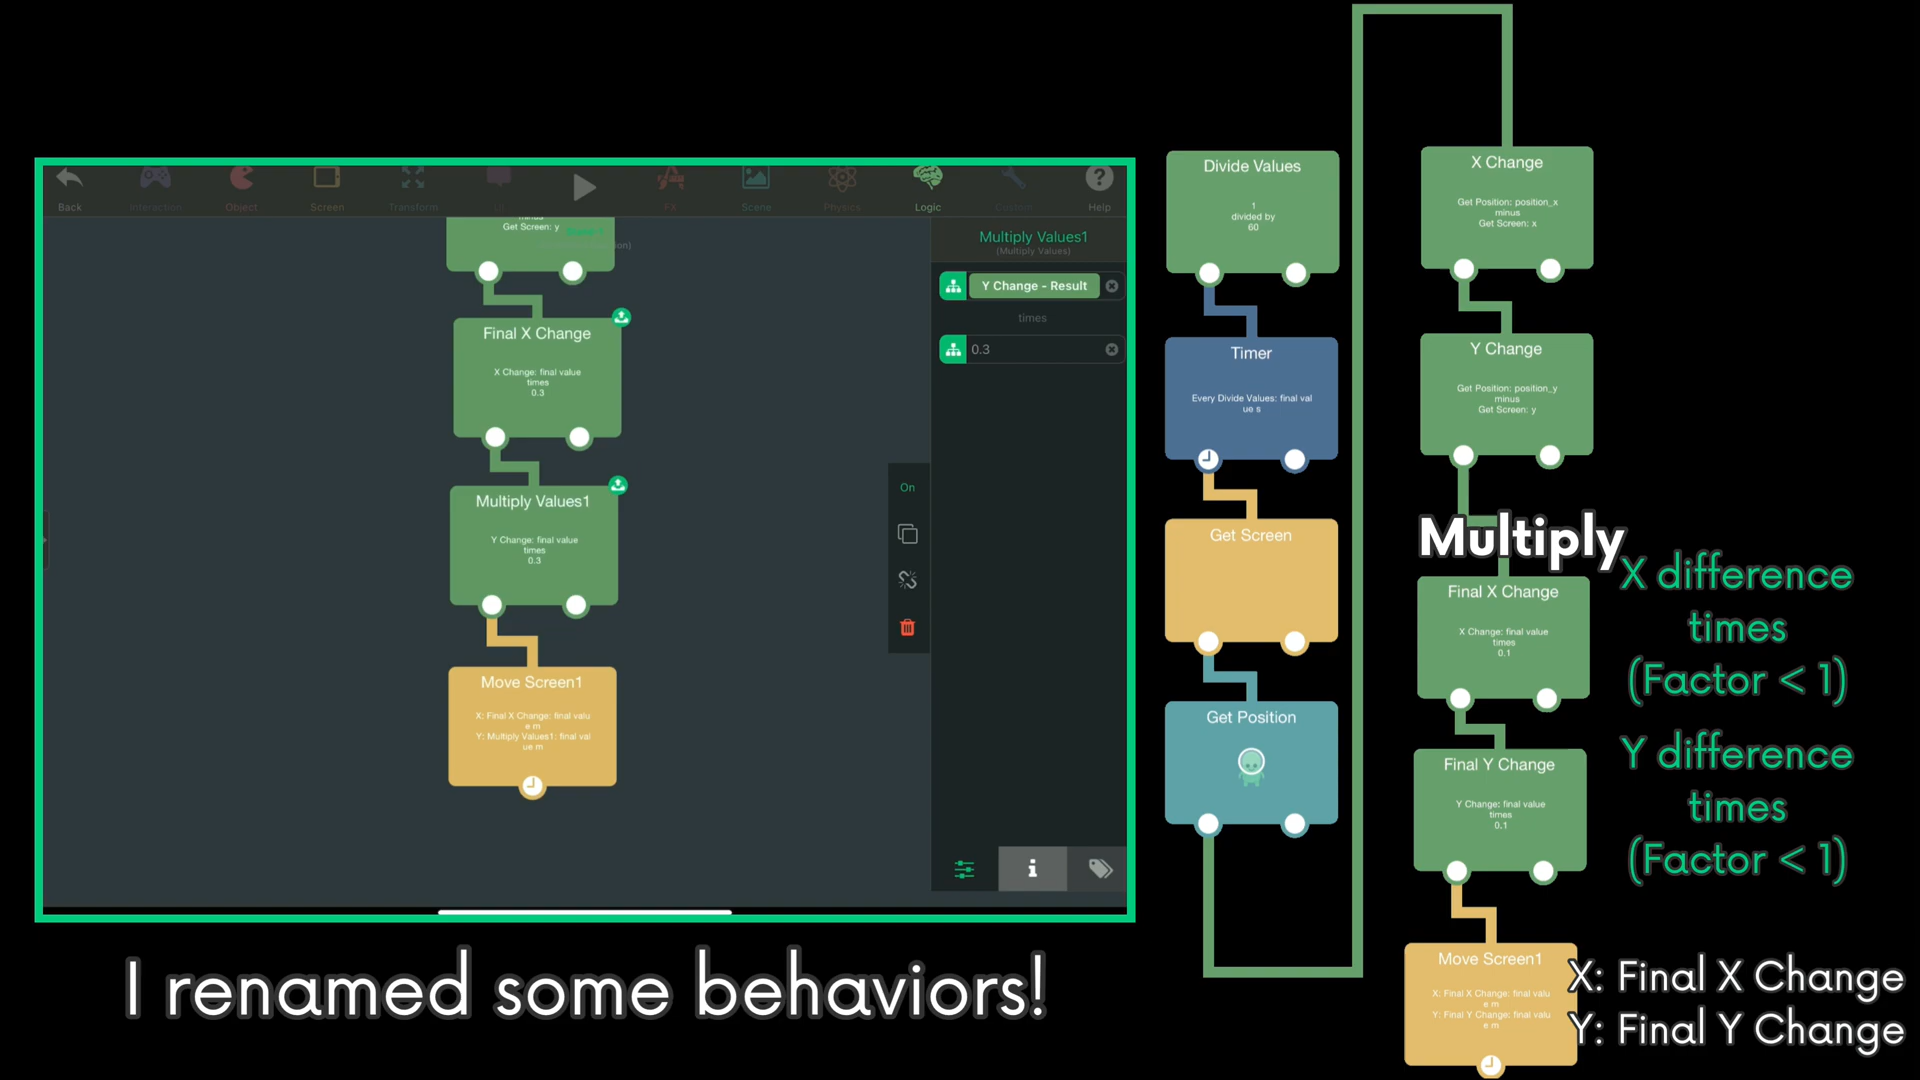 Back
Interaction
Object
Screen
Transform
FX
Scene
Physics
Logic
Custom
Help
minus
Get Screen: y
Final X Change
X Change: final value
times
0.3
Multiply Values1
Y Change: final value
times
0.3
Move Screen1
X: Final X Change: final valu
e m
Y: Multiply Values1: final val
ue m
On
Multiply Values1
(Multiply Values)
Y Change - Result
times
0.3
I renamed some behaviors!
Divide Values
1
divided by
60
Timer
Every Divide Values: final val
ue s
Get Screen
Get Position
X Change
Get Position: position_x
minus
Get Screen: x
Y Change
Get Position: position_y
minus
Get Screen: y
Multiply
Final X Change
X Change: final value
times
0.1
X difference
times
(Factor < 1)
Final Y Change
Y Change: final value
times
0.1
Y difference
times
(Factor < 1)
Move Screen1
X: Final X Change: final valu
e m
Y: Final Y Change: final valu
e m
X: Final X Change
Y: Final Y Change